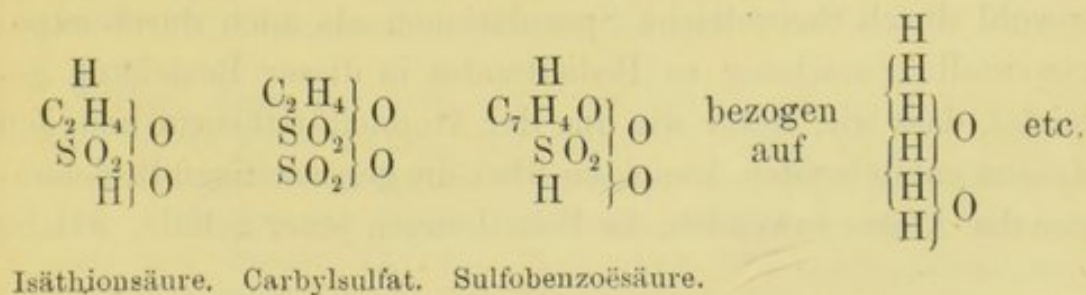 H
C₂H₄} O
SO₂}
H} O
C₂H₄} O
SO₂}
SO₂} O
H
C₇H₄O} O
SO₂}
H} O
bezogen
auf
H
{H
{H} O
{H}
{H} O
H}
etc.
Isäthionsäure. Carbylsulfat. Sulfobenzoësäure.